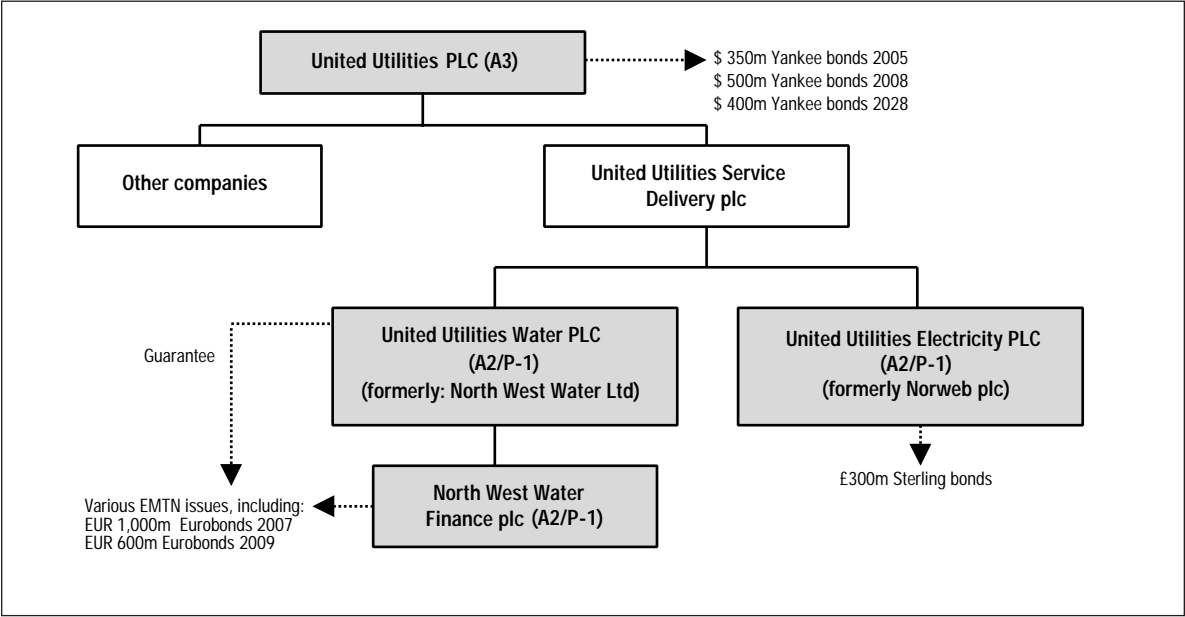 United Utilities PLC (A3)
$ 350m Yankee bonds 2005
$ 500m Yankee bonds 2008
$ 400m Yankee bonds 2028
Other companies
United Utilities Service
Delivery plc
Guarantee
United Utilities Water PLC
(A2/P-1)
(formerly: North West Water Ltd)
United Utilities Electricity PLC
(A2/P-1)
(formerly Norweb plc)
£300m Sterling bonds
Various EMTN issues, including:
EUR 1,000m Eurobonds 2007
EUR 600m Eurobonds 2009
North West Water
Finance plc (A2/P-1)